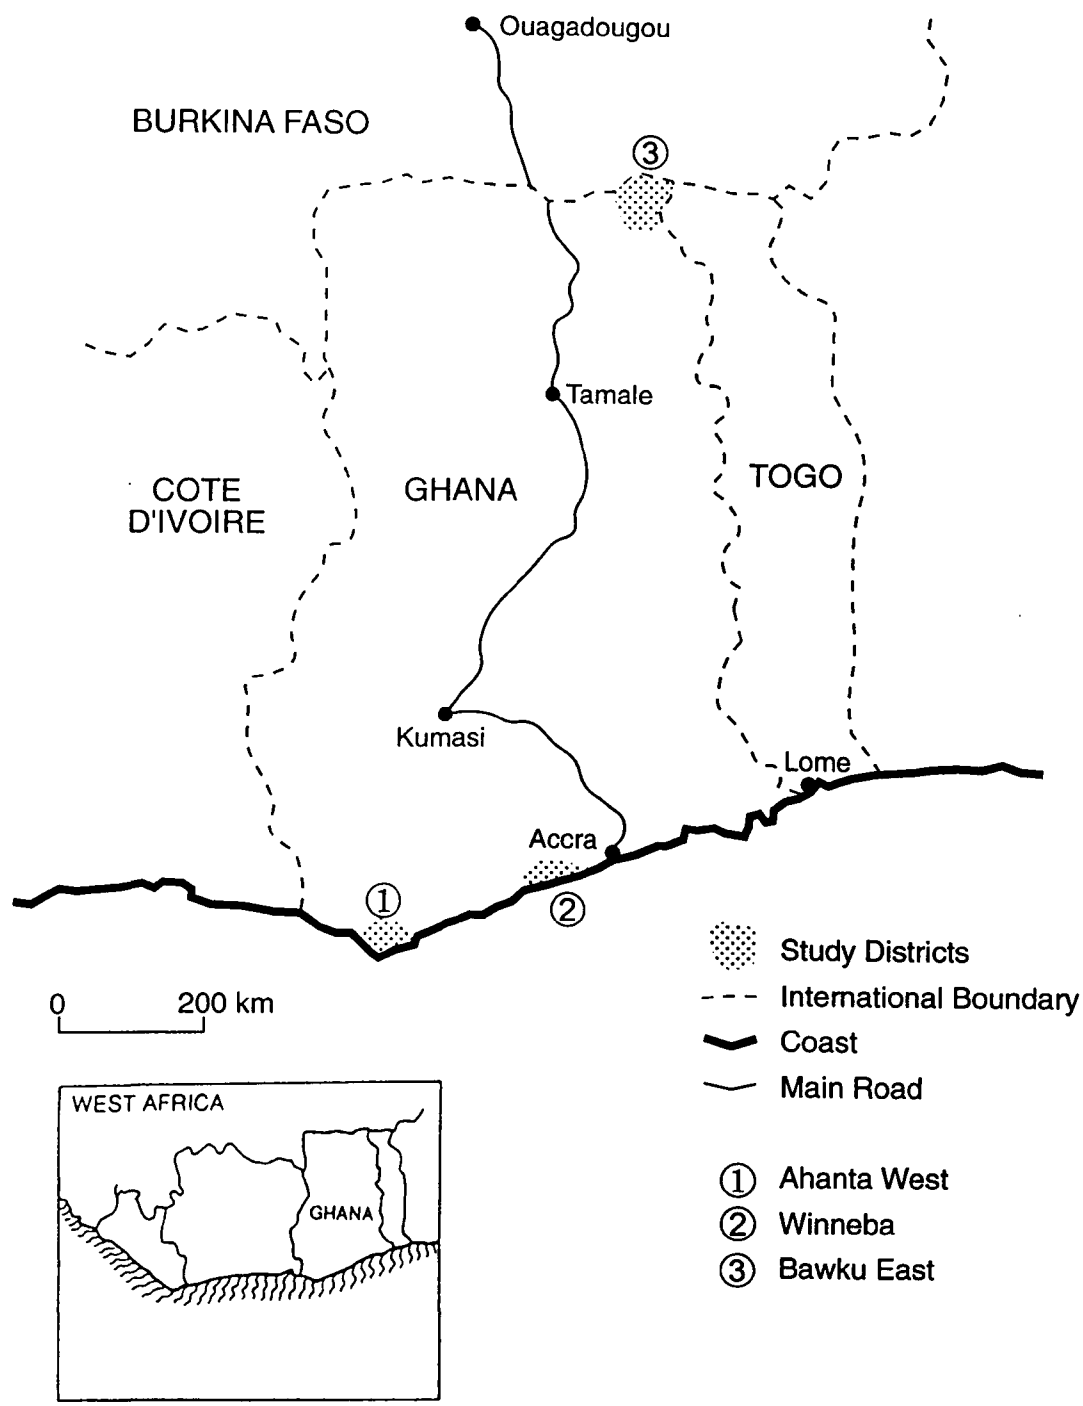 Ouagadougou
BURKINA FASO
③
Tamale
COTE
D'IVOIRE
GHANA
TOGO
Kumasi
Lome
Accra
①
②
0 200 km
Study Districts
International Boundary
Coast
Main Road
WEST AFRICA
GHANA
① Ahanta West
② Winneba
③ Bawku East